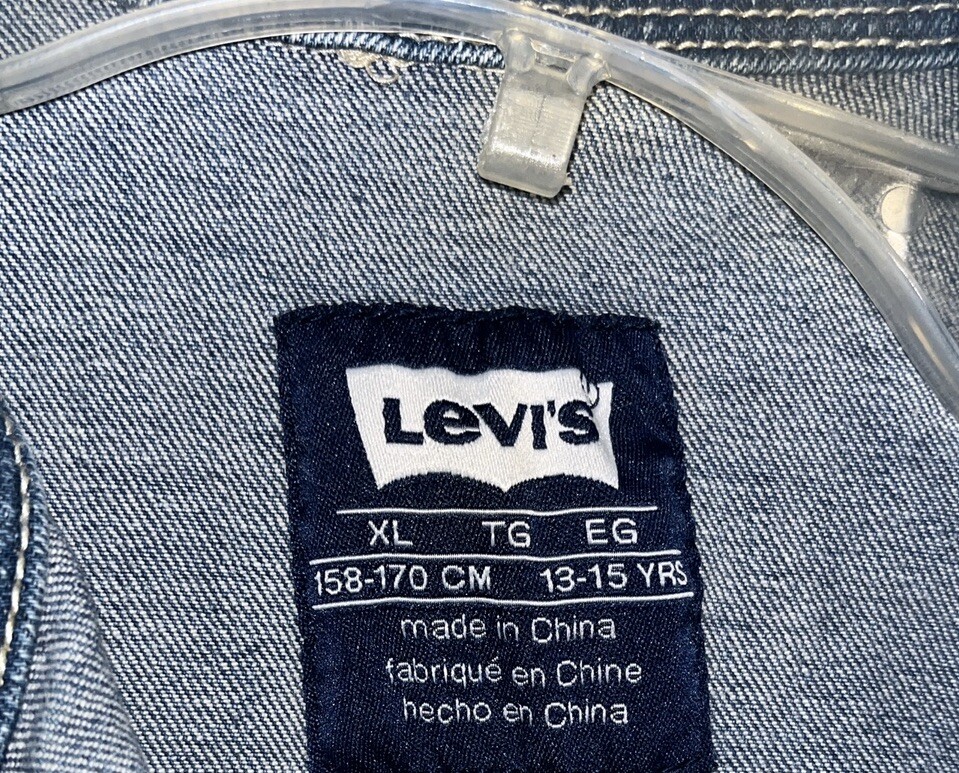 Levi's
XL TG EG
158-170 CM 13-15 YRS
made in China
fabriqué en Chine
hecho en China